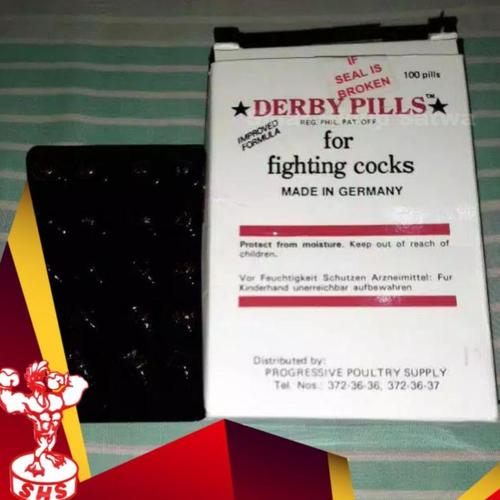 IF
SEAL IS
BROKEN
100 pills
★DERBY PILLS™★
REG. PHIL. PAT. OFF.
IMPROVED
FORMULA
for
fighting cocks
MADE IN GERMANY
Protect from moisture. Keep out of reach of
children.
Vor Feuchtigkeit Schutzen Arzneimittel: Fur
Kinderhand unerreichbar aufbewahren
Distributed by:
PROGRESSIVE POULTRY SUPPLY
Tel. Nos.: 372-36-36, 372-36-37
SHS